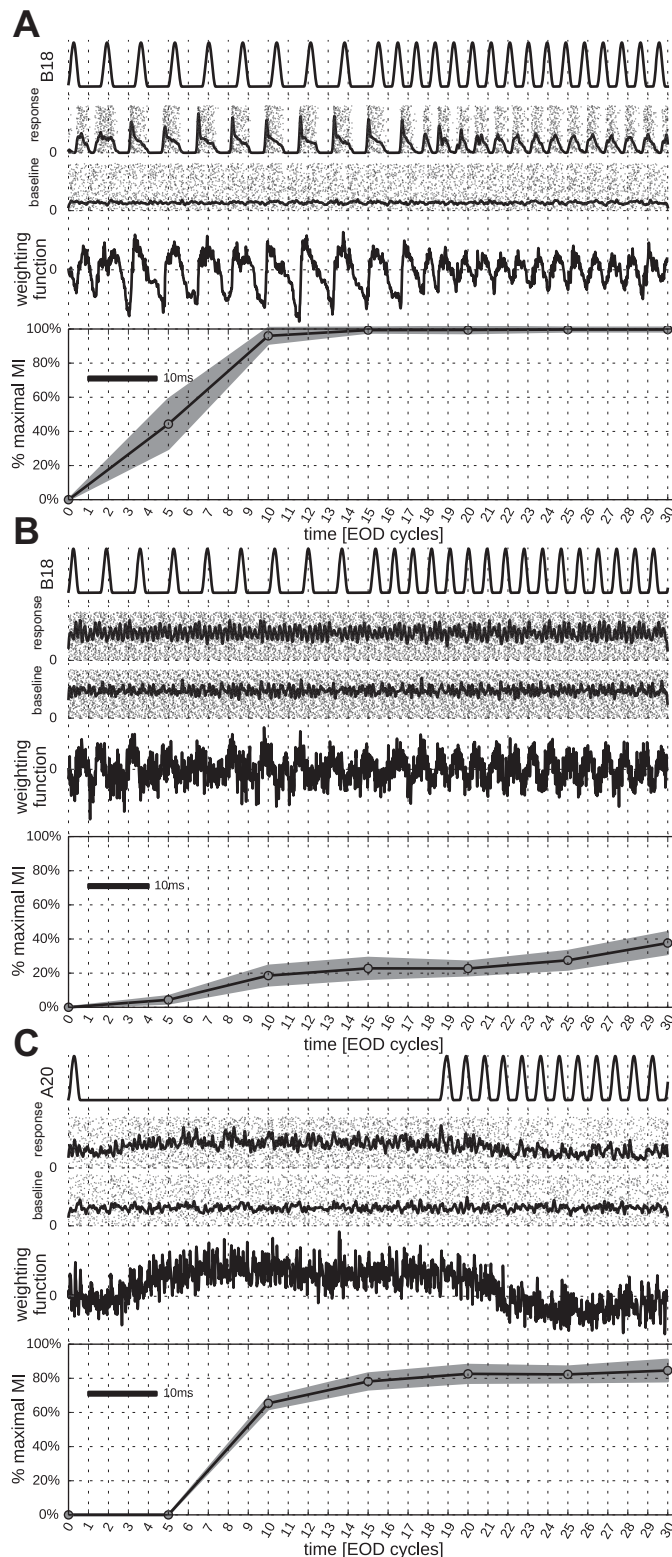 A
B18
response
0
baseline
0
weighting
function
0
100%
80%
60%
40%
20%
0%
% maximal MI
10ms
0 1 2 3 4 5 6 7 8 9 10 11 12 13 14 15 16 17 18 19 20 21 22 23 24 25 26 27 28 29 30
time [EOD cycles]
B
B18
response
0
baseline
0
weighting
function
0
100%
80%
60%
40%
20%
0%
% maximal MI
10ms
0 1 2 3 4 5 6 7 8 9 10 11 12 13 14 15 16 17 18 19 20 21 22 23 24 25 26 27 28 29 30
time [EOD cycles]
C
A20
response
0
baseline
0
weighting
function
0
100%
80%
60%
40%
20%
0%
% maximal MI
10ms
0 1 2 3 4 5 6 7 8 9 10 11 12 13 14 15 16 17 18 19 20 21 22 23 24 25 26 27 28 29 30
time [EOD cycles]